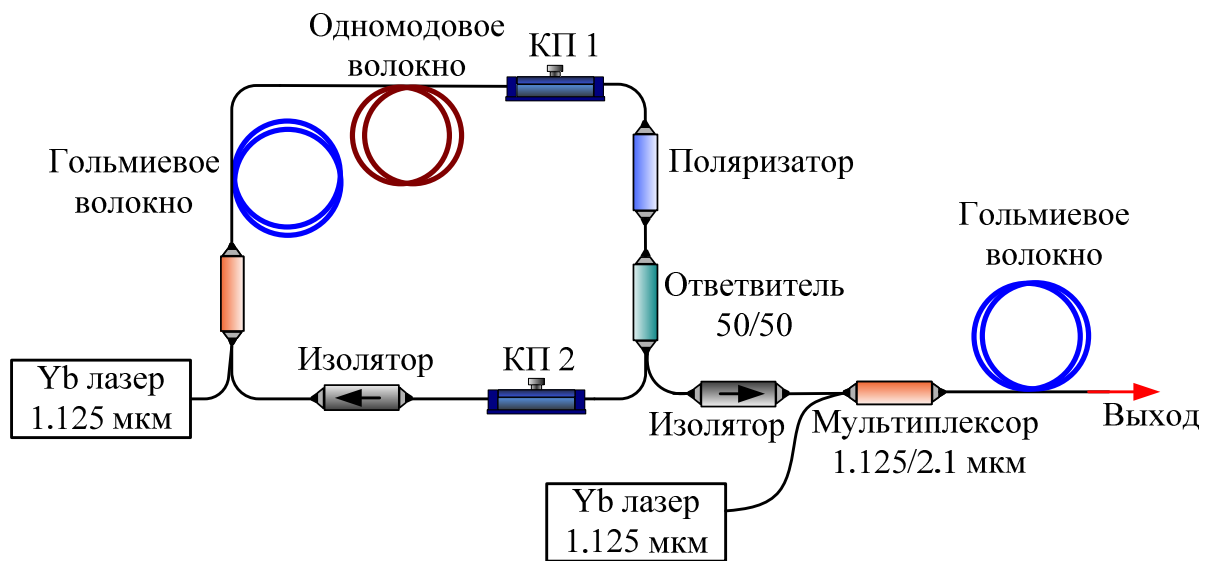 Одномодовое
волокно
КП 1
Гольмиевое
волокно
Поляризатор
Гольмиевое
волокно
Ответвитель
50/50
Изолятор
КП 2
Yb лазер
1.125 мкм
Изолятор
Мультиплексор
1.125/2.1 мкм
Выход
Yb лазер
1.125 мкм